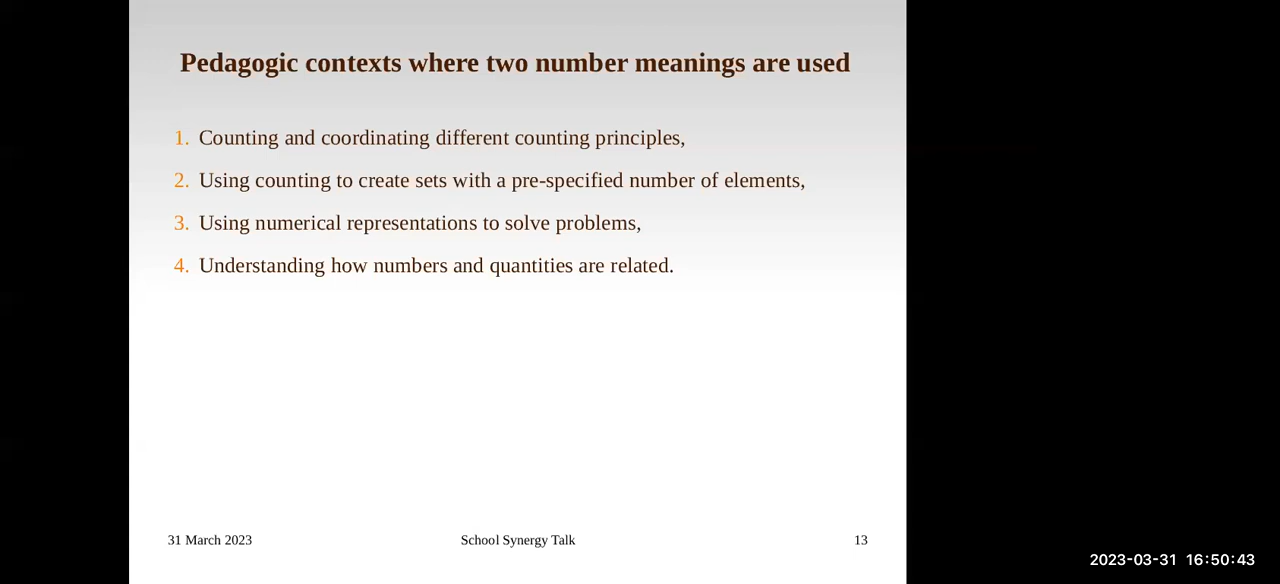 Pedagogic contexts where two number meanings are used
1. Counting and coordinating different counting principles,
2. Using counting to create sets with a pre-specified number of elements,
3. Using numerical representations to solve problems,
4. Understanding how numbers and quantities are related.
31 March 2023
School Synergy Talk
13
2023-03-31 16:50:43